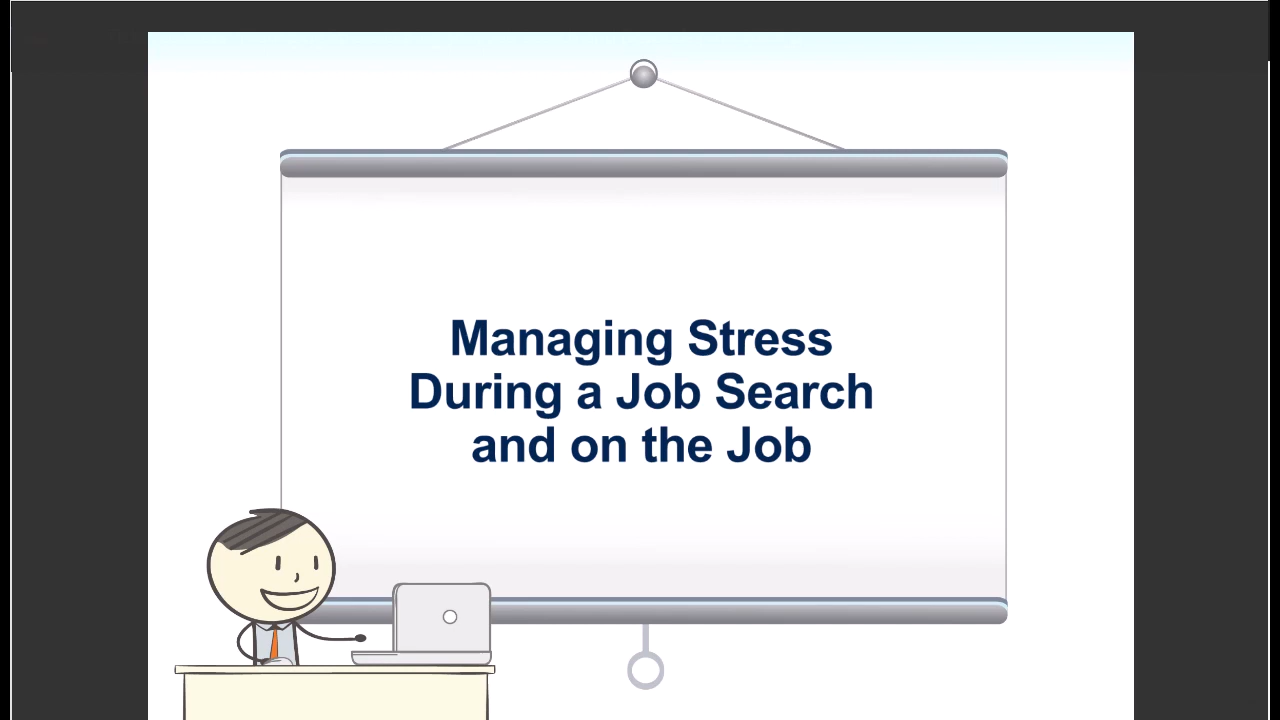 Managing Stress
During a Job Search
and on the Job